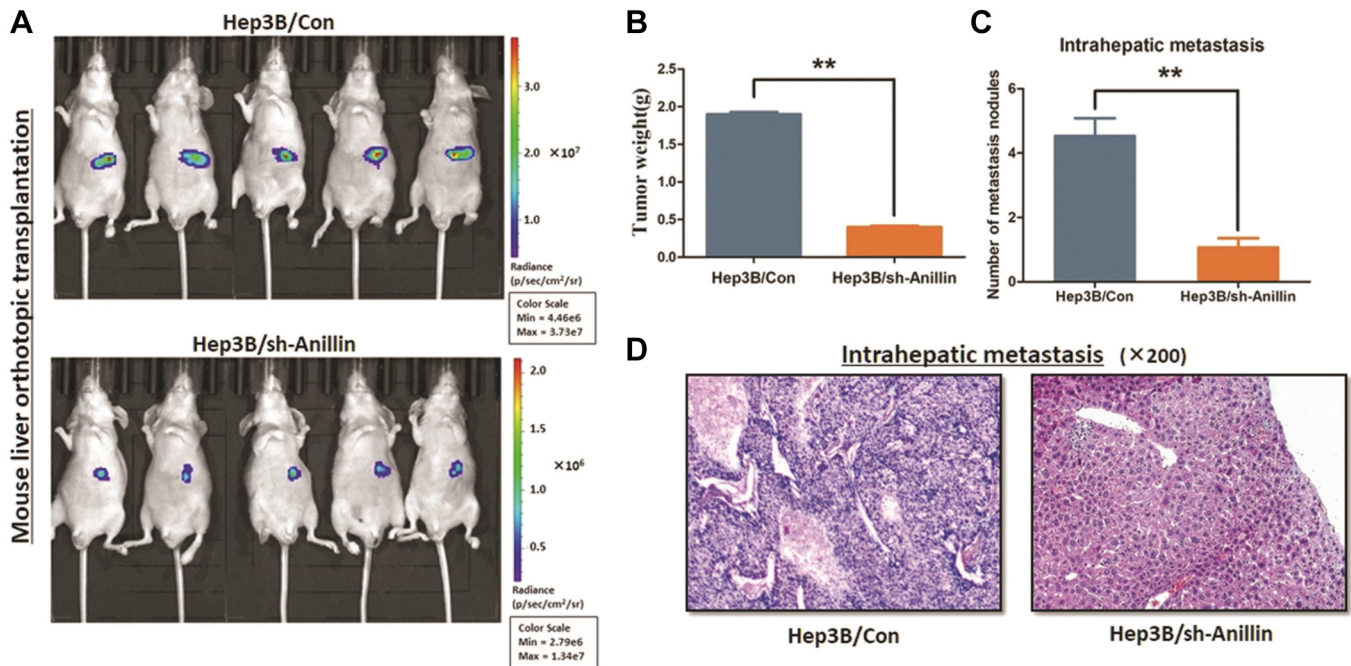 A
Hep3B/Con
Mouse liver orthotopic transplantation
3.0
2.0
×10⁷
1.0
Radiance
(p/sec/cm²/sr)
Color Scale
Min = 4.46e6
Max = 3.73e7
Hep3B/sh-Anillin
2.0
1.5
×10⁶
1.0
0.5
Radiance
(p/sec/cm²/sr)
Color Scale
Min = 2.79e6
Max = 1.34e7
B
Tumor weight(g)
2.5
2.0
1.5
1.0
0.5
0.0
**
Hep3B/Con
Hep3B/sh-Anillin
C
Intrahepatic metastasis
Number of metastasis nodules
6
4
2
0
**
Hep3B/Con
Hep3B/sh-Anillin
D
Intrahepatic metastasis (×200)
Hep3B/Con
Hep3B/sh-Anillin